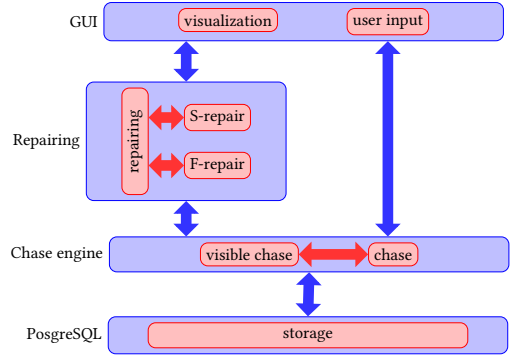 GUI
visualization
user input
Repairing
repairing
S-repair
F-repair
Chase engine
visible chase
chase
PosgreSQL
storage